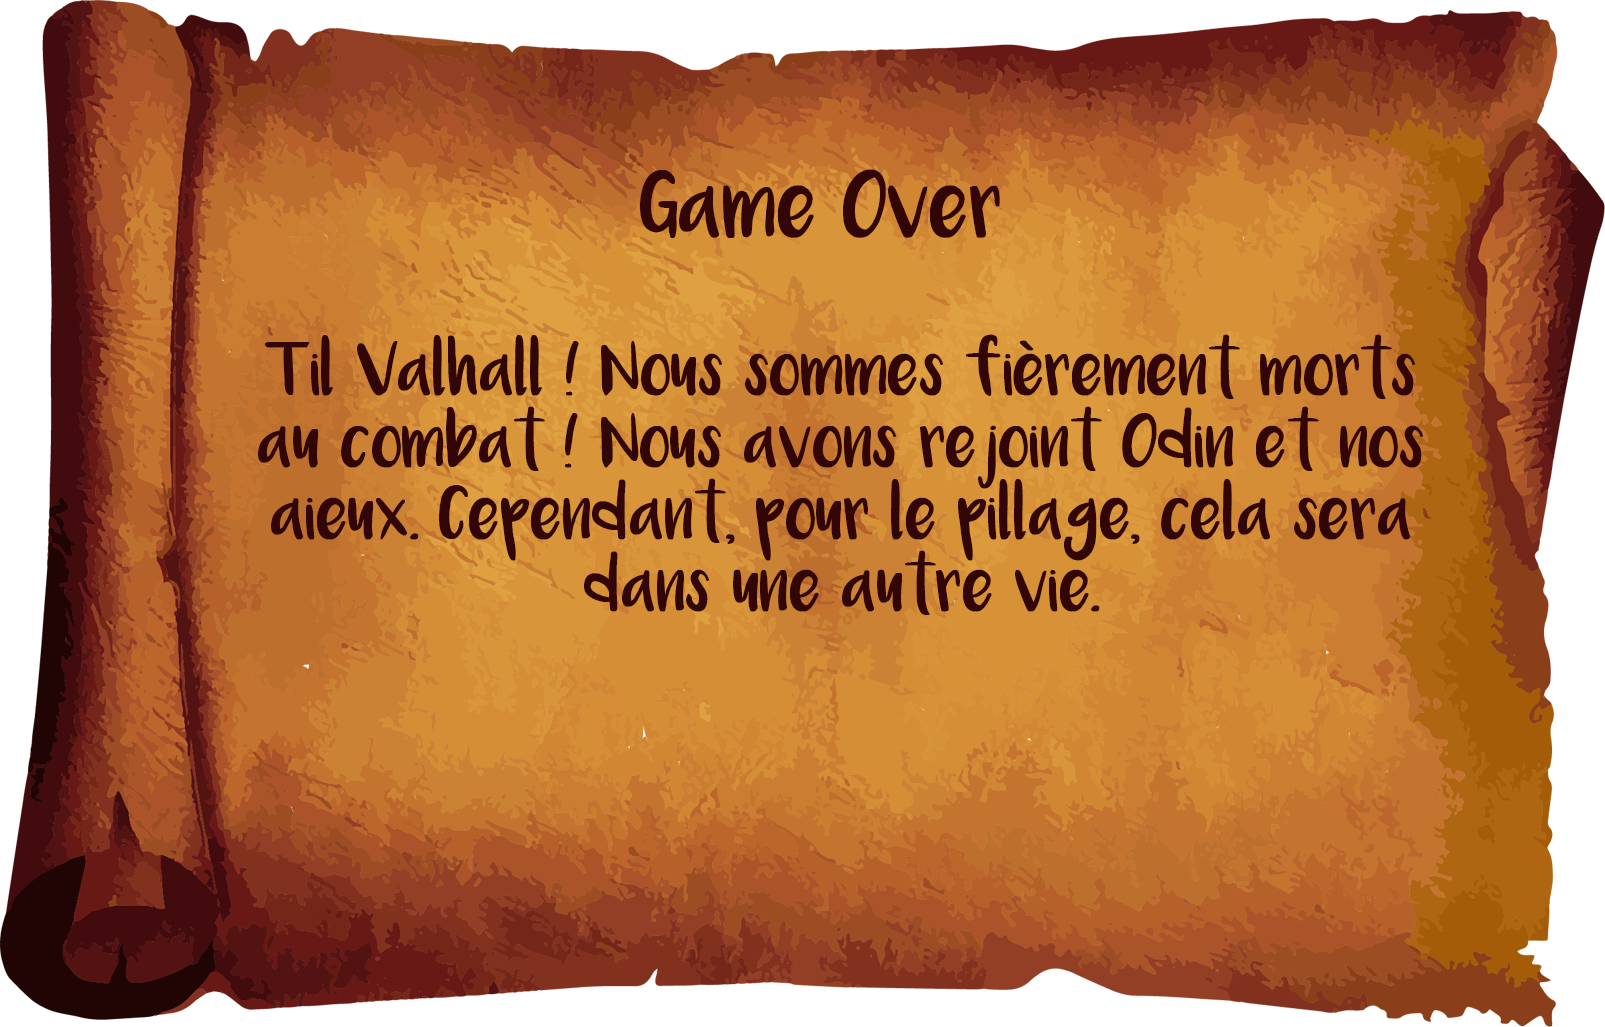 Game Over
Til Valhall ! Nous sommes fièrement morts
au combat ! Nous avons rejoint Odin et nos
aieux. Cependant, pour le pillage, cela sera
dans une autre vie.